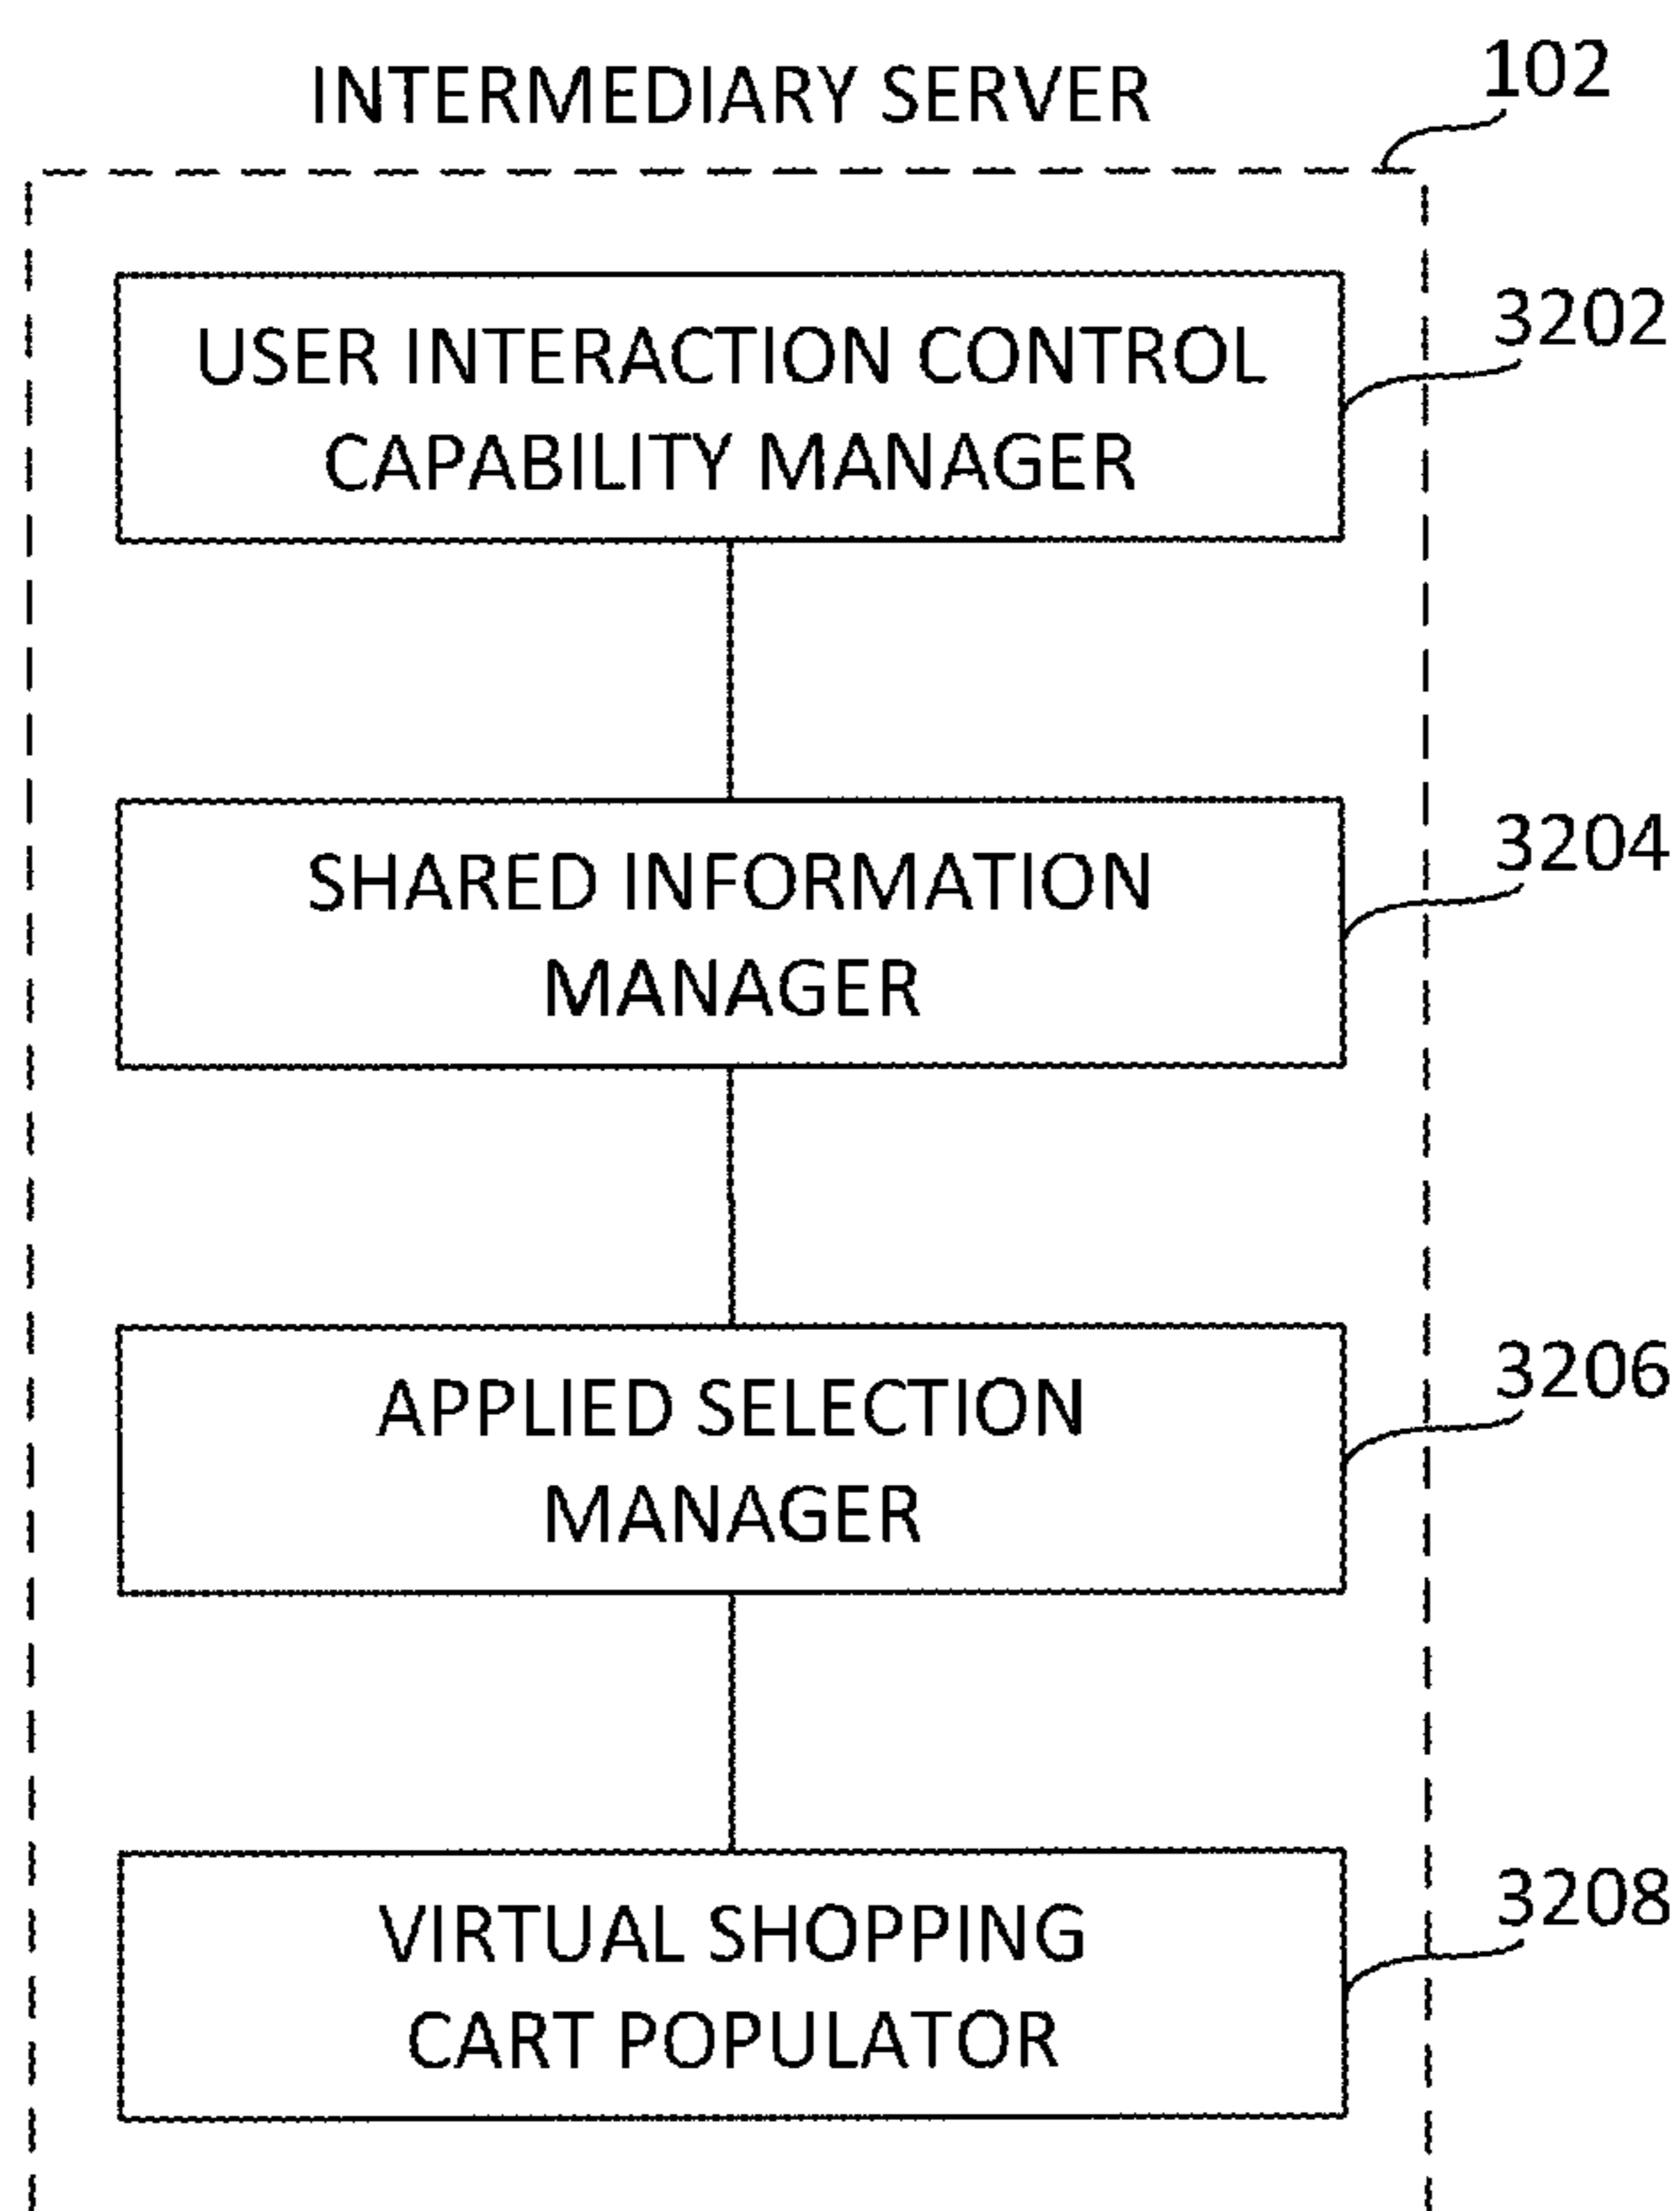 INTERMEDIARY SERVER
102
USER INTERACTION CONTROL
CAPABILITY MANAGER
3202
SHARED INFORMATION
MANAGER
3204
APPLIED SELECTION
MANAGER
3206
VIRTUAL SHOPPING
CART POPULATOR
3208